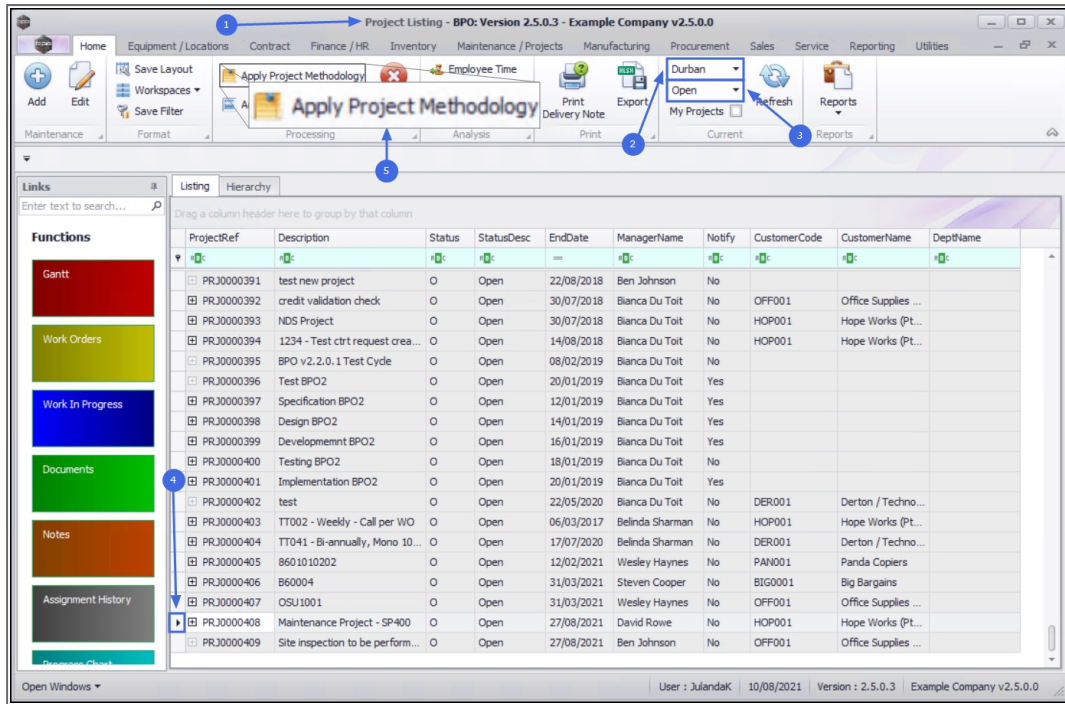 1
Project Listing - BPO: Version 2.5.0.3 - Example Company v2.5.0.0
Home Equipment / Locations Contract Finance / HR Inventory Maintenance / Projects Manufacturing Procurement Sales Service Reporting Utilities
Add Edit
Save Layout
Workspaces
Save Filter
Apply Project Methodology
Apply Project Methodology
Employee Time
Print Delivery Note
Export
Durban
Open
My Projects
Refresh
Reports
2
3
5
Maintenance Format Processing Analysis Print Current Reports
Links
Enter text to search...
Functions
Gantt
Work Orders
Work In Progress
Documents
4
Notes
Assignment History
Progress Chart
Listing Hierarchy
Drag a column header here to group by that column
ProjectRef Description Status StatusDesc EndDate ManagerName Notify CustomerCode CustomerName DeptName
PRJ0000391 test new project O Open 22/08/2018 Ben Johnson No
PRJ0000392 credit validation check O Open 30/07/2018 Bianca Du Toit No OFF001 Office Supplies ...
PRJ0000393 NDS Project O Open 30/07/2018 Bianca Du Toit No HOP001 Hope Works (Pt...
PRJ0000394 1234 - Test ctrt request crea... O Open 14/08/2018 Bianca Du Toit No HOP001 Hope Works (Pt...
PRJ0000395 BPO v2.2.0.1 Test Cycle O Open 08/02/2019 Bianca Du Toit No
PRJ0000396 Test BPO2 O Open 20/01/2019 Bianca Du Toit Yes
PRJ0000397 Specification BPO2 O Open 12/01/2019 Bianca Du Toit Yes
PRJ0000398 Design BPO2 O Open 14/01/2019 Bianca Du Toit Yes
PRJ0000399 Developmemnt BPO2 O Open 16/01/2019 Bianca Du Toit Yes
PRJ0000400 Testing BPO2 O Open 18/01/2019 Bianca Du Toit No
PRJ0000401 Implementation BPO2 O Open 20/01/2019 Bianca Du Toit Yes
PRJ0000402 test O Open 22/05/2020 Bianca Du Toit No DER001 Derton / Techno...
PRJ0000403 TT002 - Weekly - Call per WO O Open 06/03/2017 Belinda Sharman No HOP001 Hope Works (Pt...
PRJ0000404 TT041 - Bi-annually, Mono 10... O Open 17/07/2020 Belinda Sharman No DER001 Derton / Techno...
PRJ0000405 8601010202 O Open 12/02/2021 Wesley Haynes No PAN001 Panda Copiers
PRJ0000406 B60004 O Open 31/03/2021 Steven Cooper No BIG0001 Big Bargains
PRJ0000407 OSU1001 O Open 31/03/2021 Wesley Haynes No OFF001 Office Supplies ...
PRJ0000408 Maintenance Project - SP400 O Open 27/08/2021 David Rowe No HOP001 Hope Works (Pt...
PRJ0000409 Site inspection to be perform... O Open 27/08/2021 Ben Johnson No OFF001 Office Supplies ...
Open Windows User : JulandaK 10/08/2021 Version : 2.5.0.3 Example Company v2.5.0.0